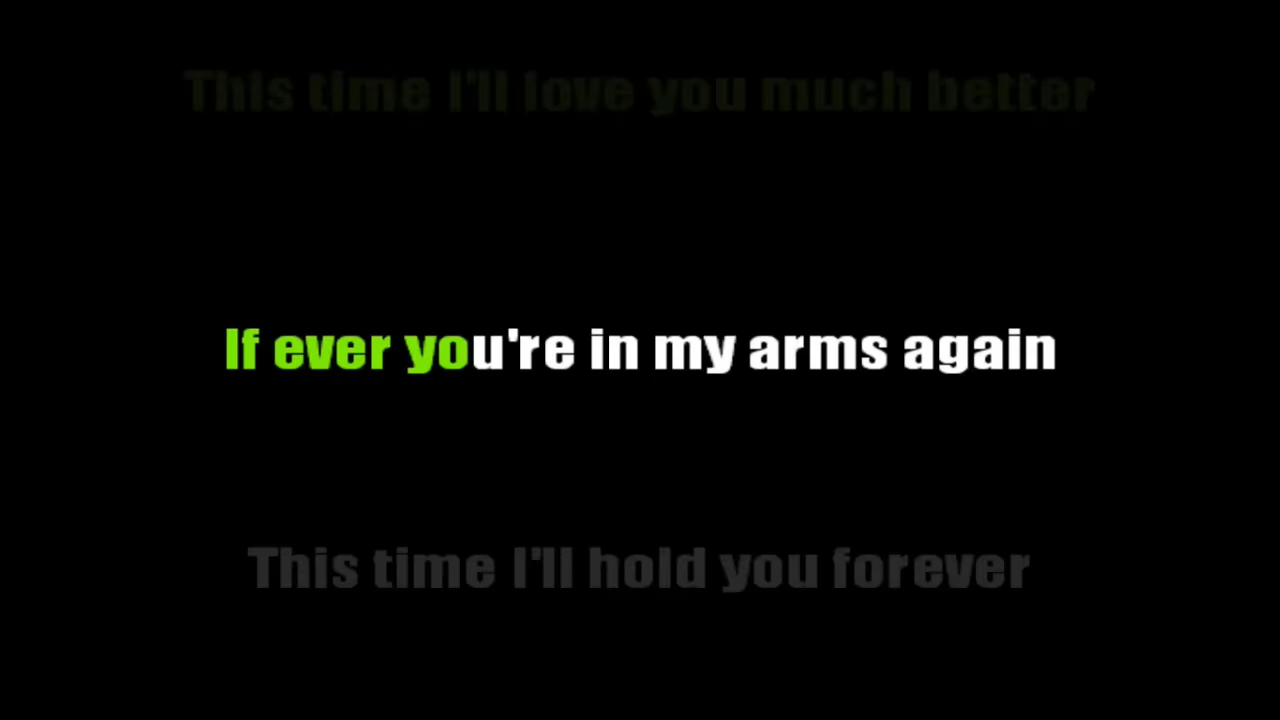 This time I'll love you much better
If ever you're in my arms again
This time I'll hold you forever